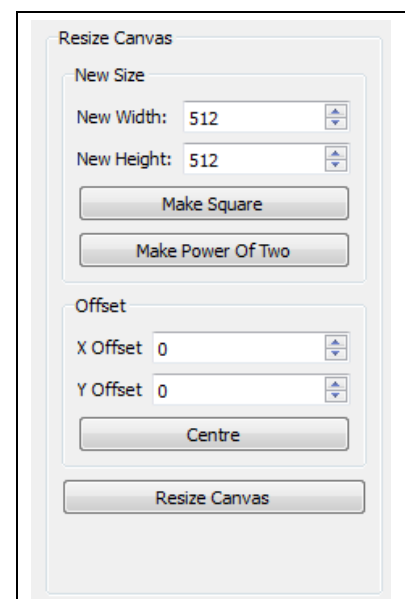 Resize Canvas
New Size
New Width: 512
New Height: 512
Make Square
Make Power Of Two
Offset
X Offset 0
Y Offset 0
Centre
Resize Canvas